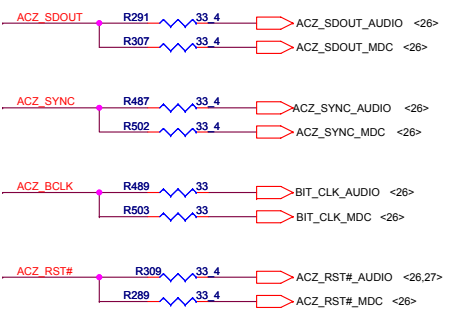 ACZ_SDOUT R291 33_4 ACZ_SDOUT_AUDIO <26>
R307 33_4 ACZ_SDOUT_MDC <26>
ACZ_SYNC R487 33_4 ACZ_SYNC_AUDIO <26>
R502 33_4 ACZ_SYNC_MDC <26>
ACZ_BCLK R489 33 BIT_CLK_AUDIO <26>
R503 33 BIT_CLK_MDC <26>
ACZ_RST# R309 33_4 ACZ_RST#_AUDIO <26,27>
R289 33_4 ACZ_RST#_MDC <26>